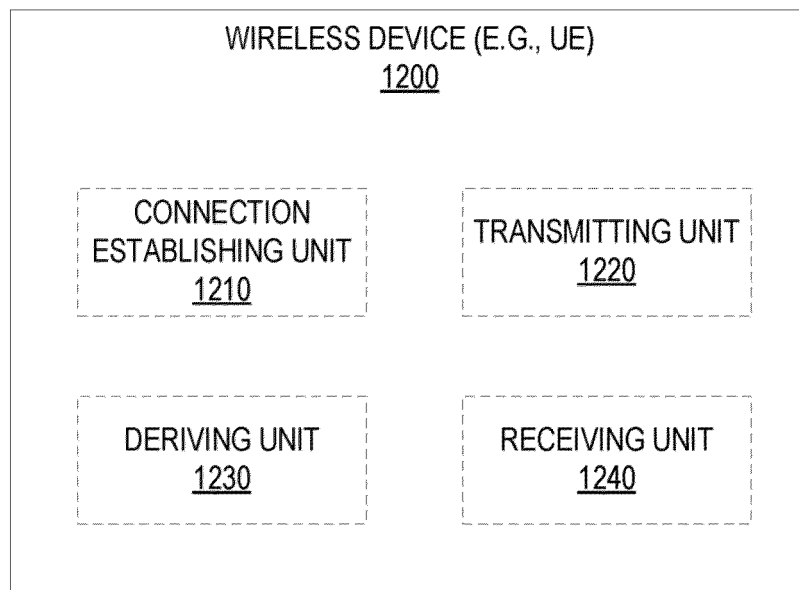 WIRELESS DEVICE (E.G., UE)
1200
CONNECTION
ESTABLISHING UNIT
1210
TRANSMITTING UNIT
1220
DERIVING UNIT
1230
RECEIVING UNIT
1240